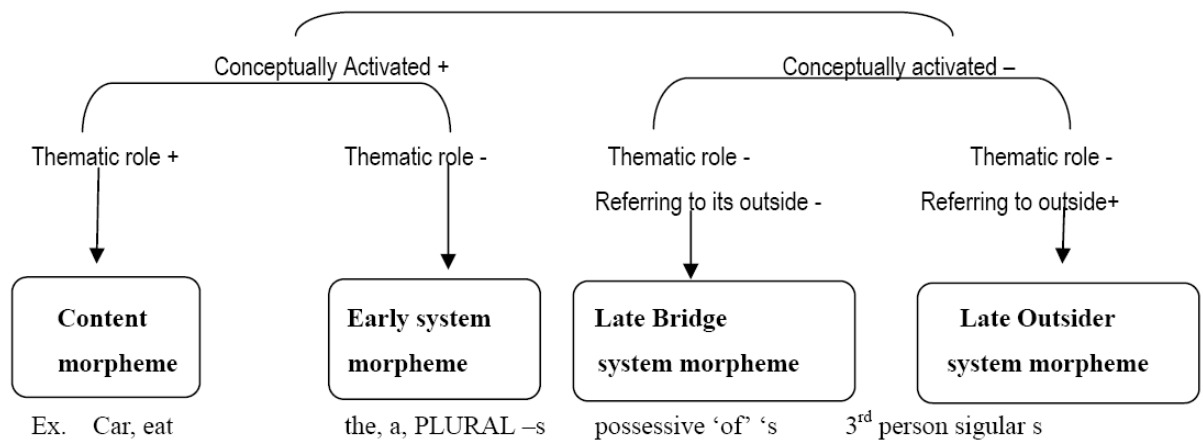 Conceptually Activated + Conceptually activated –
Thematic role + Thematic role - Thematic role - Thematic role -
Referring to its outside - Referring to outside+
Content Early system Late Bridge Late Outsider
morpheme morpheme system morpheme system morpheme
Ex. Car, eat the, a, PLURAL –s possessive ‘of’ ‘s 3rd person sigular s